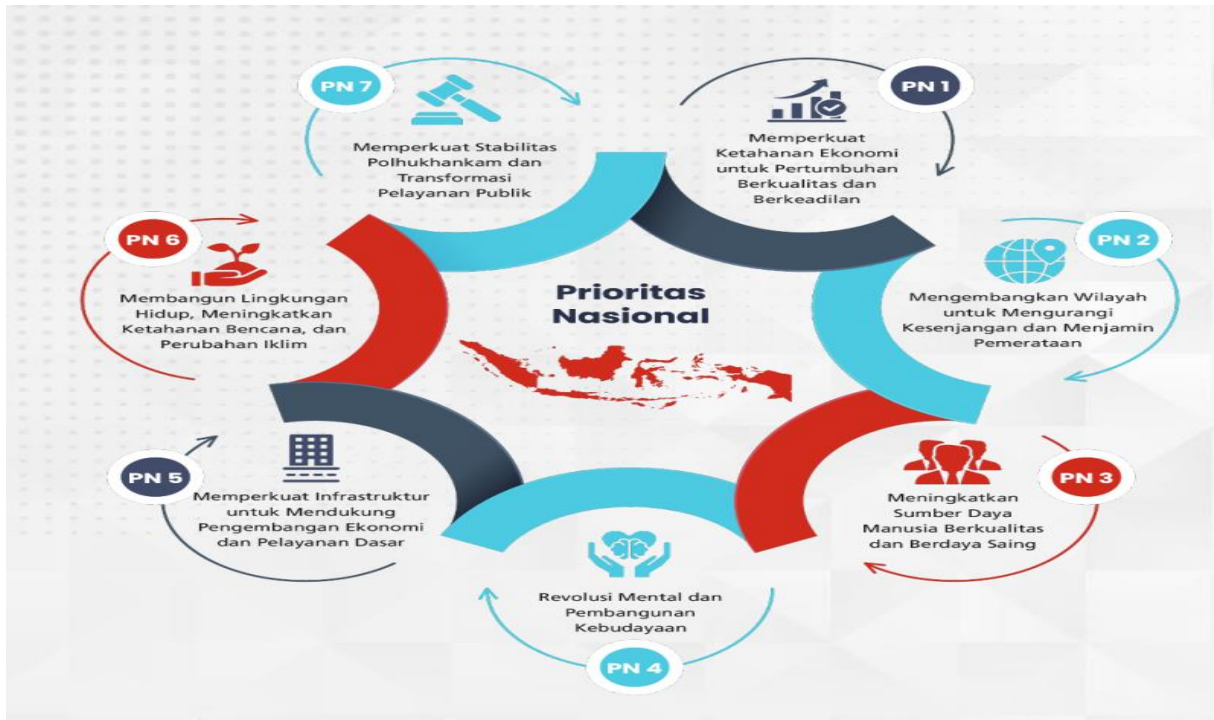 Prioritas
Nasional
PN 1
Memperkuat
Ketahanan Ekonomi
untuk Pertumbuhan
Berkualitas dan
Berkeadilan
PN 2
Mengembangkan Wilayah
untuk Mengurangi
Kesenjangan dan Menjamin
Pemerataan
PN 3
Meningkatkan
Sumber Daya
Manusia Berkualitas
dan Berdaya Saing
PN 4
Revolusi Mental dan
Pembangunan
Kebudayaan
PN 5
Memperkuat Infrastruktur
untuk Mendukung
Pengembangan Ekonomi
dan Pelayanan Dasar
PN 6
Membangun Lingkungan
Hidup, Meningkatkan
Ketahanan Bencana, dan
Perubahan Iklim
PN 7
Memperkuat Stabilitas
Polhukhankam dan
Transformasi
Pelayanan Publik